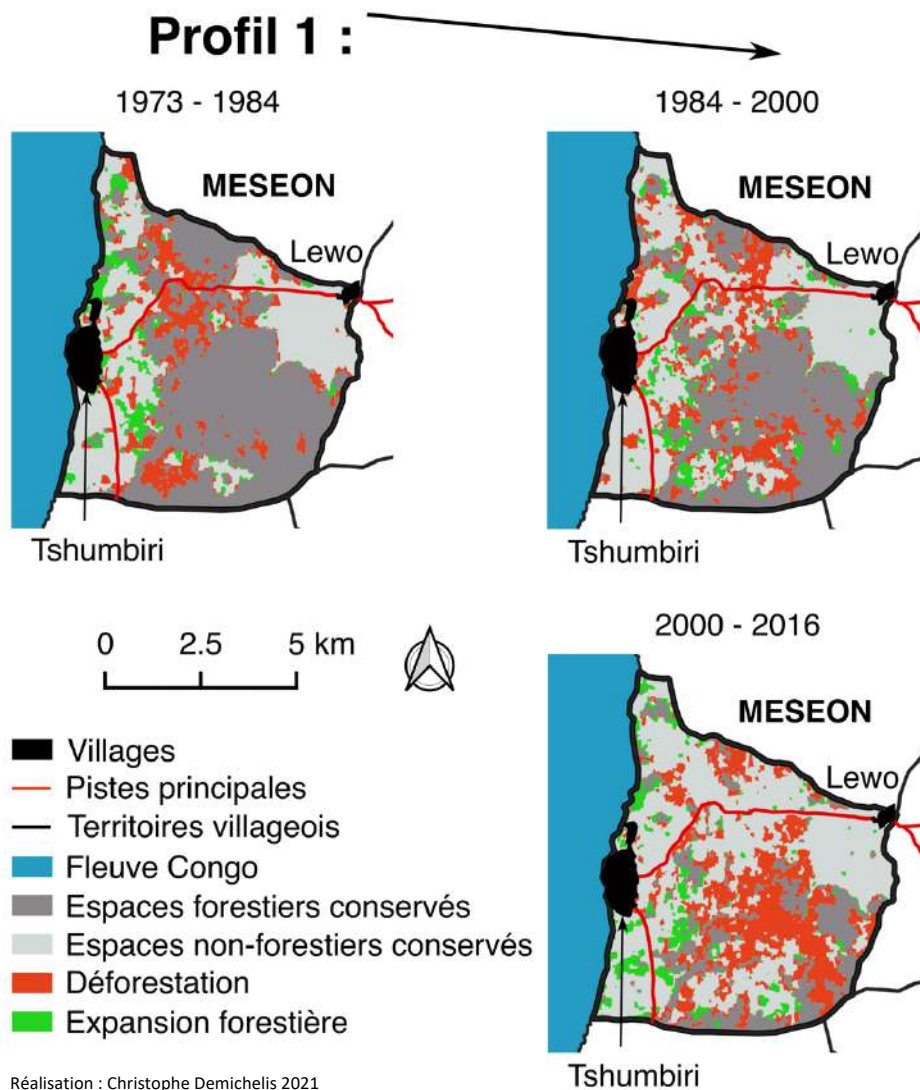 Profil 1 :
1973 - 1984
1984 - 2000
MESEON
MESEON
Lewo
Lewo
Tshumbiri
Tshumbiri
2000 - 2016
0 2.5 5 km
MESEON
Lewo
Villages
Pistes principales
Territoires villageois
Fleuve Congo
Espaces forestiers conservés
Espaces non-forestiers conservés
Déforestation
Expansion forestière
Tshumbiri
Réalisation : Christophe Demichelis 2021